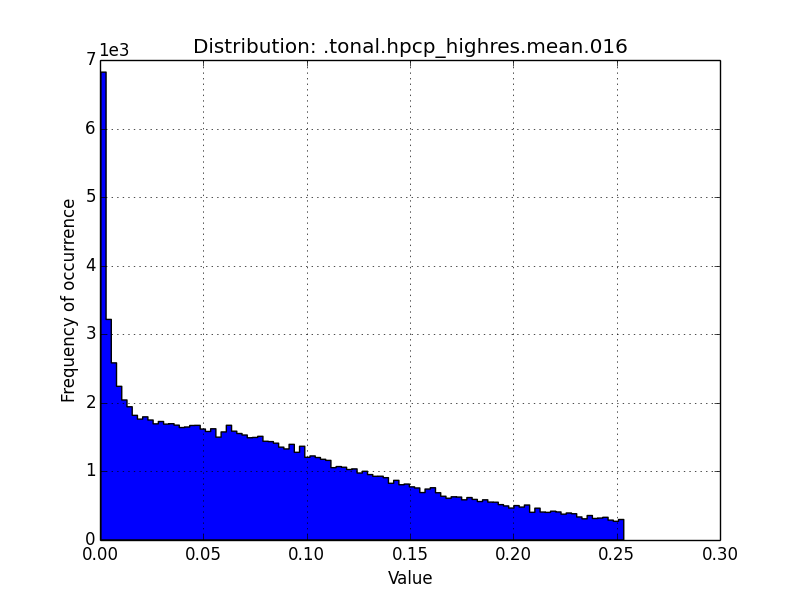 Distribution: .tonal.hpcp_highres.mean.016
1e3
7
6
5
4
3
2
1
0
Frequency of occurrence
0.00 0.05 0.10 0.15 0.20 0.25 0.30
Value